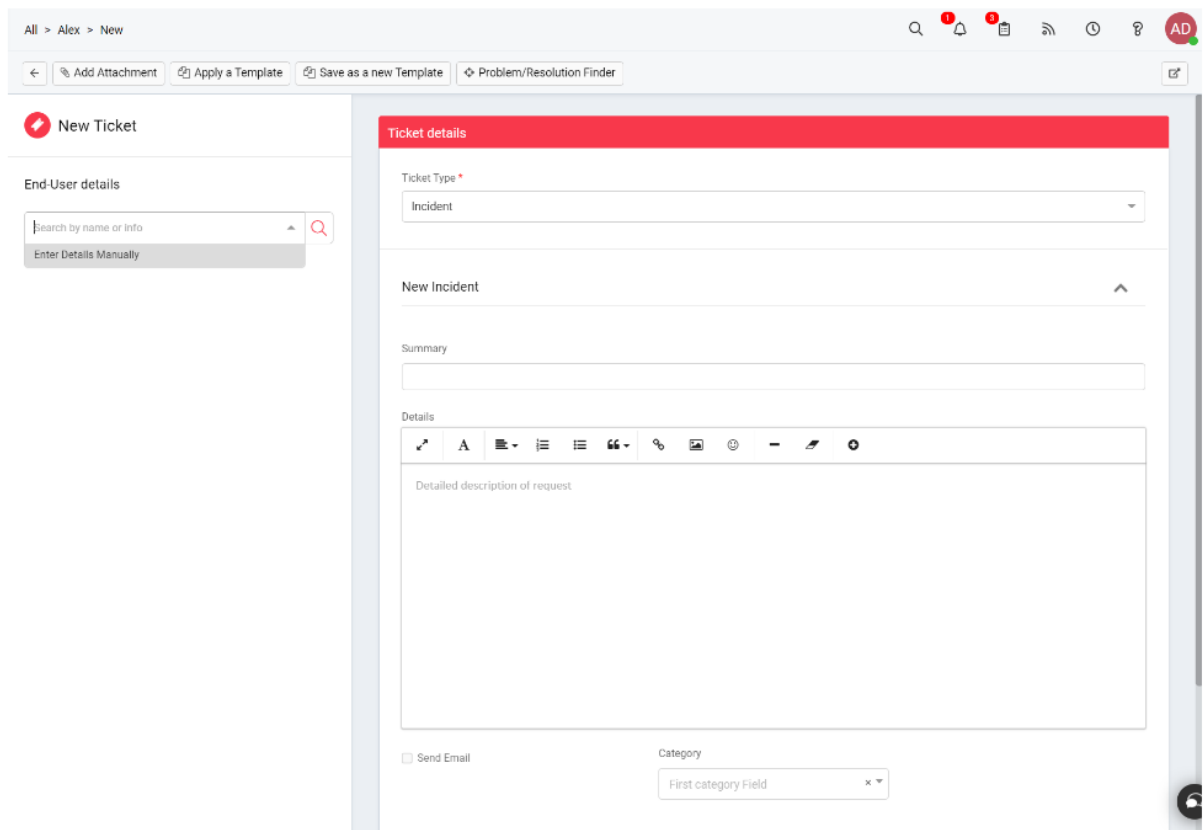 All > Alex > New
1
3
AD
Add Attachment
Apply a Template
Save as a new Template
Problem/Resolution Finder
New Ticket
End-User details
Search by name or info
Enter Details Manually
Ticket details
Ticket Type *
Incident
New Incident
Summary
Details
A
Detailed description of request
Send Email
Category
First category Field